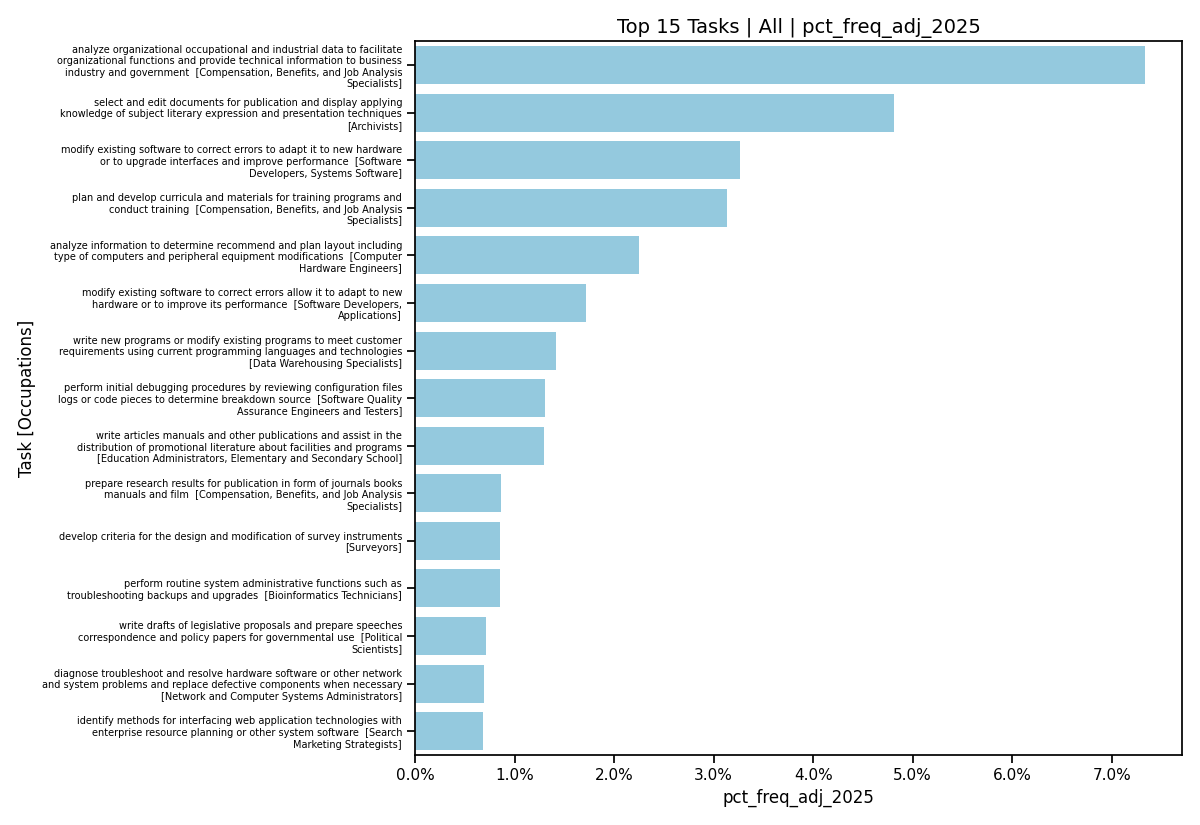 Top 15 Tasks | All | pct_freq_adj_2025
analyze organizational occupational and industrial data to facilitate
organizational functions and provide technical information to business
industry and government  [Compensation, Benefits, and Job Analysis
Specialists]
select and edit documents for publication and display applying
knowledge of subject literary expression and presentation techniques
[Archivists]
modify existing software to correct errors to adapt it to new hardware
or to upgrade interfaces and improve performance  [Software
Developers, Systems Software]
plan and develop curricula and materials for training programs and
conduct training  [Compensation, Benefits, and Job Analysis
Specialists]
analyze information to determine recommend and plan layout including
type of computers and peripheral equipment modifications  [Computer
Hardware Engineers]
modify existing software to correct errors allow it to adapt to new
hardware or to improve its performance  [Software Developers,
Applications]
write new programs or modify existing programs to meet customer
requirements using current programming languages and technologies
[Data Warehousing Specialists]
perform initial debugging procedures by reviewing configuration files
logs or code pieces to determine breakdown source  [Software Quality
Assurance Engineers and Testers]
write articles manuals and other publications and assist in the
distribution of promotional literature about facilities and programs
[Education Administrators, Elementary and Secondary School]
prepare research results for publication in form of journals books
manuals and film  [Compensation, Benefits, and Job Analysis
Specialists]
develop criteria for the design and modification of survey instruments
[Surveyors]
perform routine system administrative functions such as
troubleshooting backups and upgrades  [Bioinformatics Technicians]
write drafts of legislative proposals and prepare speeches
correspondence and policy papers for governmental use  [Political
Scientists]
diagnose troubleshoot and resolve hardware software or other network
and system problems and replace defective components when necessary
[Network and Computer Systems Administrators]
identify methods for interfacing web application technologies with
enterprise resource planning or other system software  [Search
Marketing Strategists]
Task [Occupations]
0.0% 1.0% 2.0% 3.0% 4.0% 5.0% 6.0% 7.0%
pct_freq_adj_2025